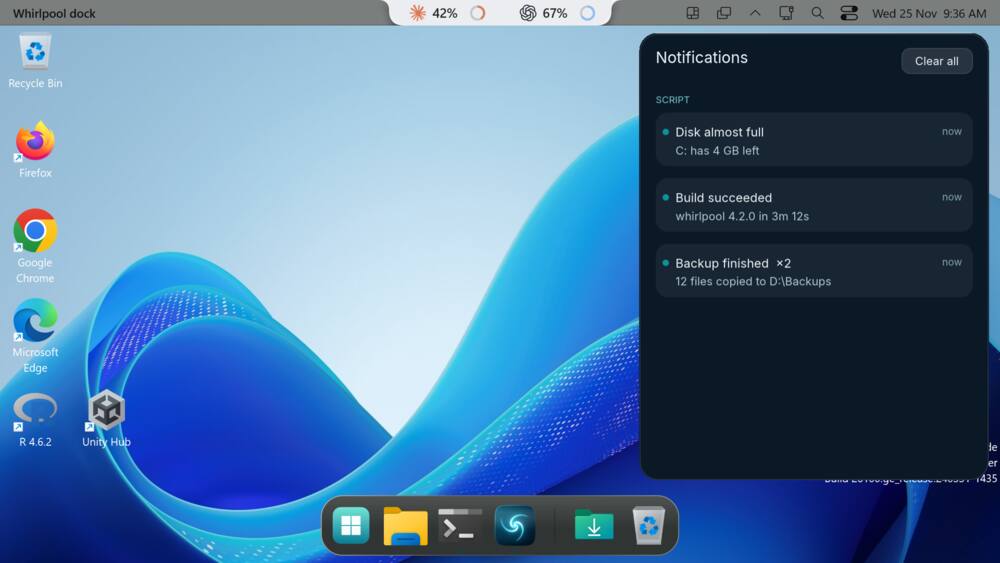 Whirlpool dock
42%
67%
Wed 25 Nov 9:36 AM
Recycle Bin
Firefox
Google
Chrome
Microsoft
Edge
R 4.6.2
Unity Hub
Notifications
Clear all
SCRIPT
Disk almost full
now
C: has 4 GB left
Build succeeded
now
whirlpool 4.2.0 in 3m 12s
Backup finished ×2
now
12 files copied to D:\Backups